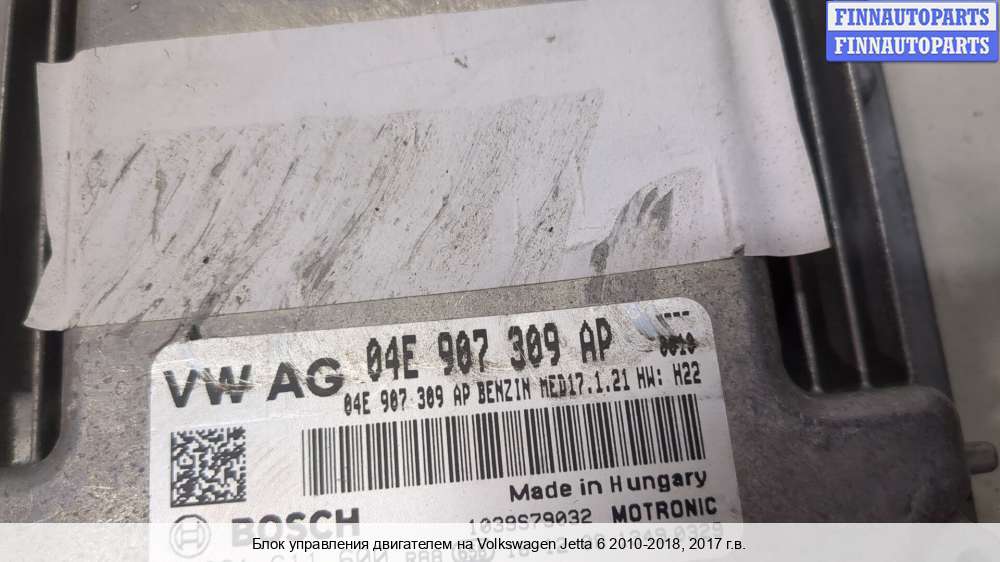 FINNAUTOPARTS
FINNAUTOPARTS
VW AG 04E 907 309 AP
04E 907 309 AP BENZIN MED17.1.21 HW: H22
Made in Hungary
BOSCH 1039S79032 MOTRONIC
Блок управления двигателем на Volkswagen Jetta 6 2010-2018, 2017 г.в.